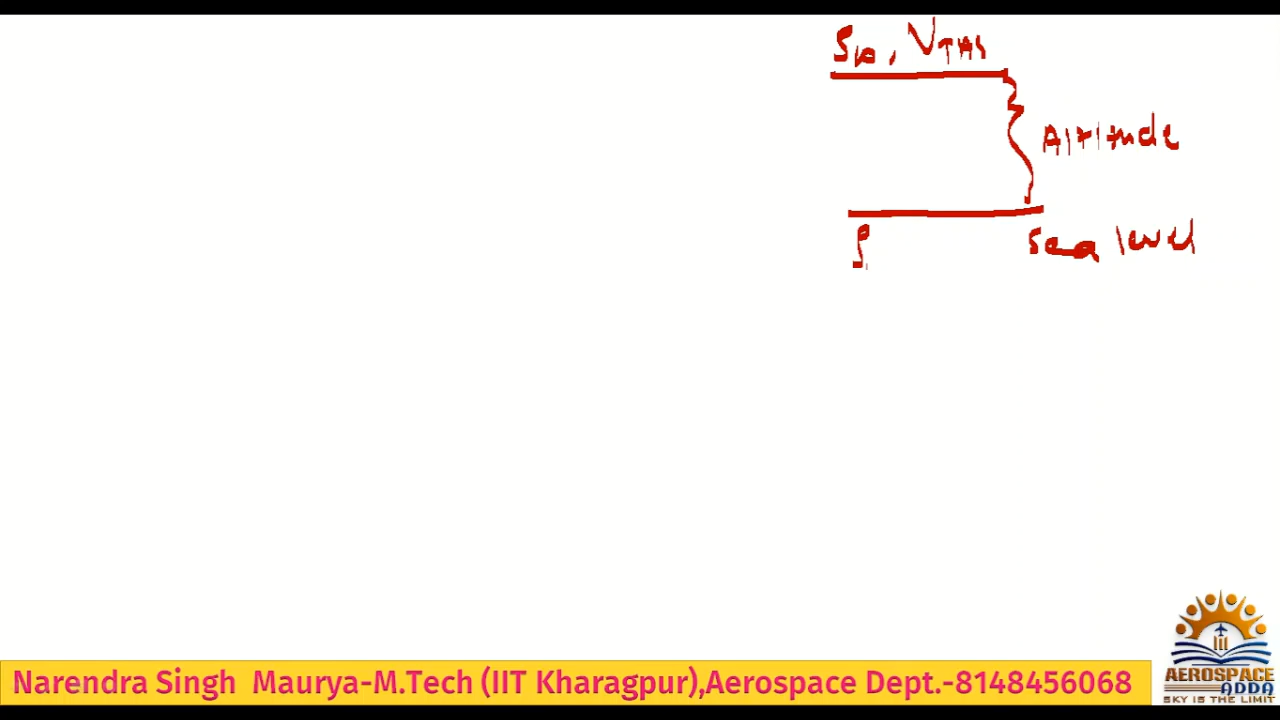 ρ∞, VTAS
Altitude
ρ
Sea level
Narendra Singh Maurya-M.Tech (IIT Kharagpur),Aerospace Dept.-8148456068
AEROSPACE
ADDA
SKY IS THE LIMIT